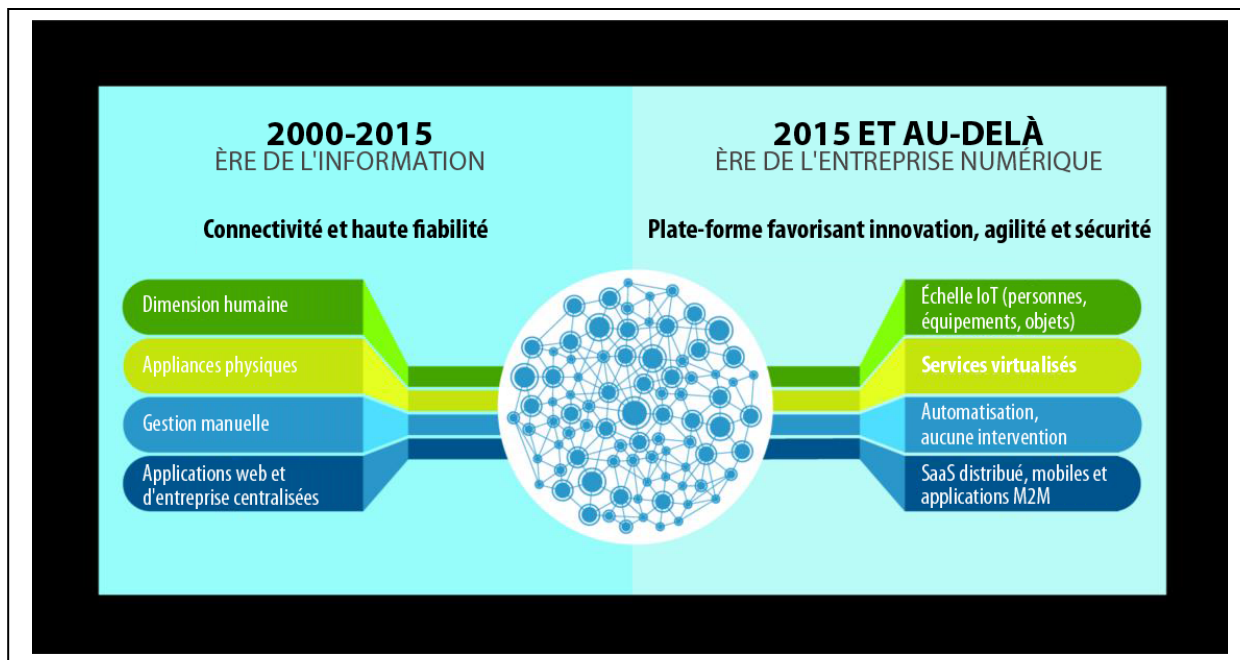 2000-2015
ÈRE DE L'INFORMATION
Connectivité et haute fiabilité
Dimension humaine
Appliances physiques
Gestion manuelle
Applications web et
d'entreprise centralisées
2015 ET AU-DELÀ
ÈRE DE L'ENTREPRISE NUMÉRIQUE
Plate-forme favorisant innovation, agilité et sécurité
Échelle IoT (personnes,
équipements, objets)
Services virtualisés
Automatisation,
aucune intervention
SaaS distribué, mobiles et
applications M2M